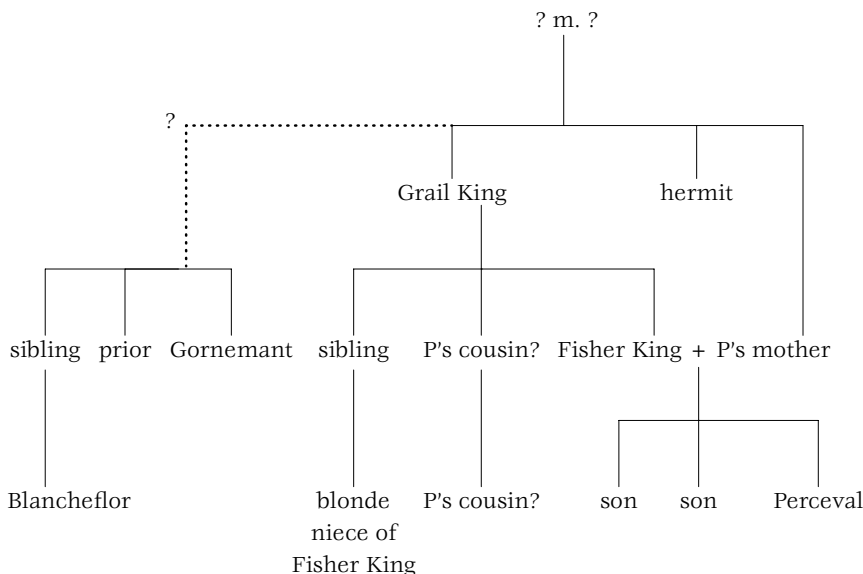 ? m. ?
?
Grail King hermit
sibling prior Gornemant sibling P's cousin? Fisher King + P's mother
Blancheflor blonde P's cousin? son son Perceval
niece of
Fisher King